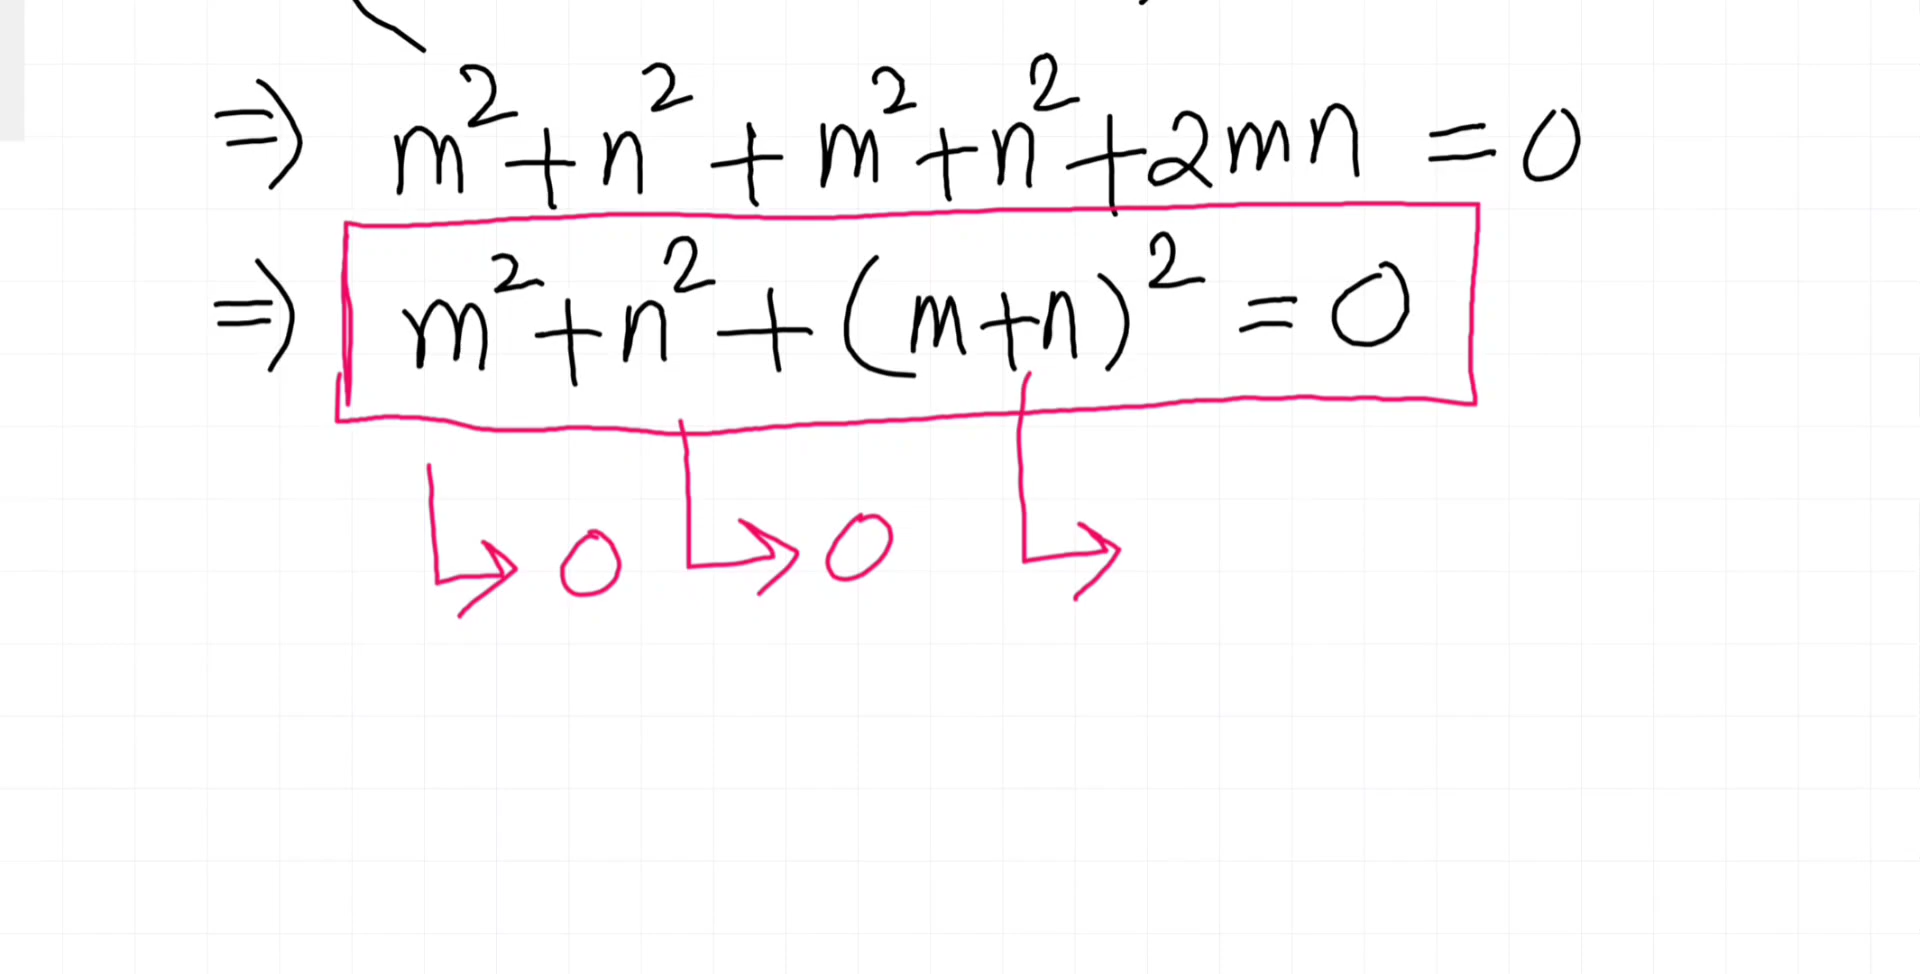 ⇒ m²+n²+m²+n²+2mn = 0
⇒ m²+n²+(m+n)² = 0
↳ 0 ↳ 0 ↳